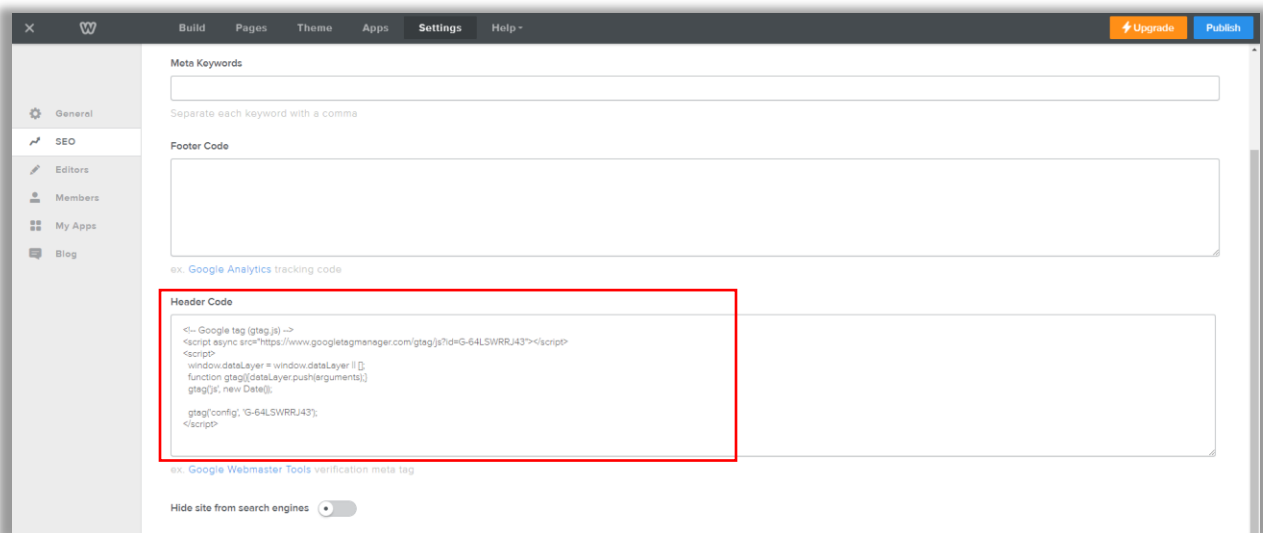 Build Pages Theme Apps Settings Help Upgrade Publish
General
SEO
Editors
Members
My Apps
Blog
Meta Keywords
Separate each keyword with a comma
Footer Code
ex. Google Analytics tracking code
Header Code
<!-- Google tag (gtag.js) -->
<script async src="https://www.googletagmanager.com/gtag/js?id=G-64LSWRRJ43"></script>
<script>
window.dataLayer = window.dataLayer || [];
function gtag(){dataLayer.push(arguments);}
gtag('js', new Date());
gtag('config', 'G-64LSWRRJ43');
</script>
ex. Google Webmaster Tools verification meta tag
Hide site from search engines